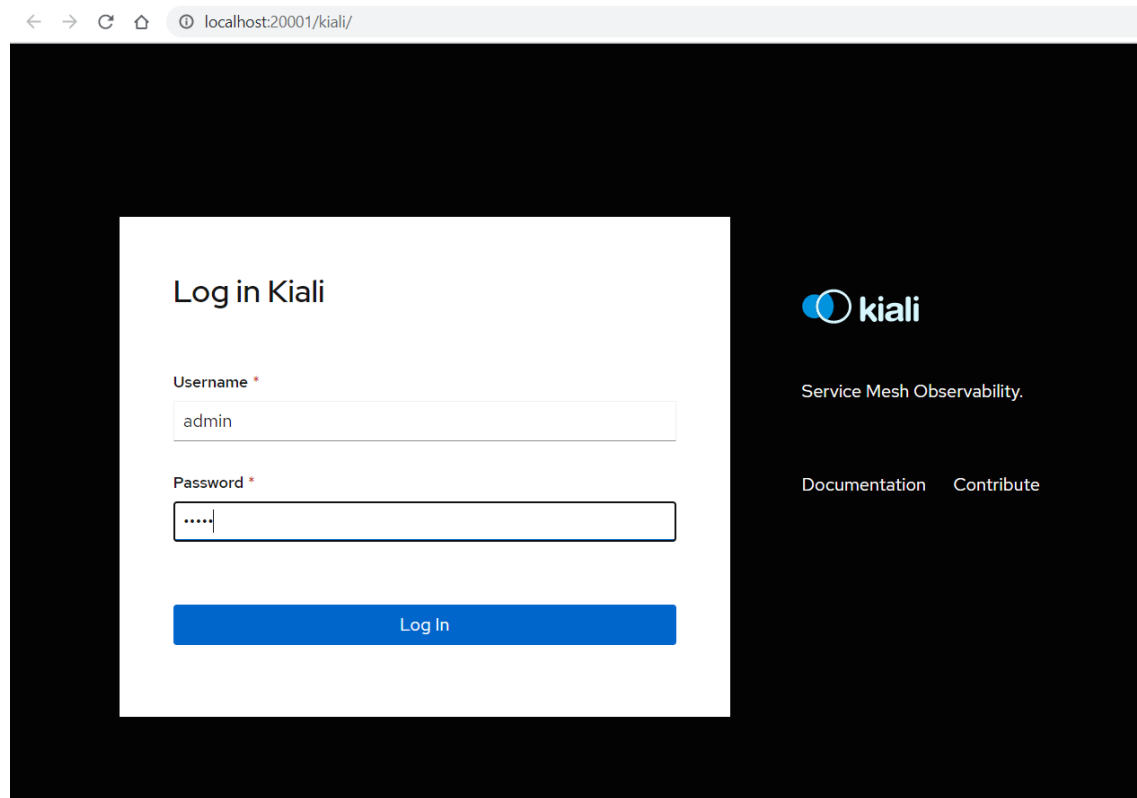 localhost:20001/kiali/
Log in Kiali
kiali
Username *
admin
Service Mesh Observability.
Password *
•••••
Documentation Contribute
Log In